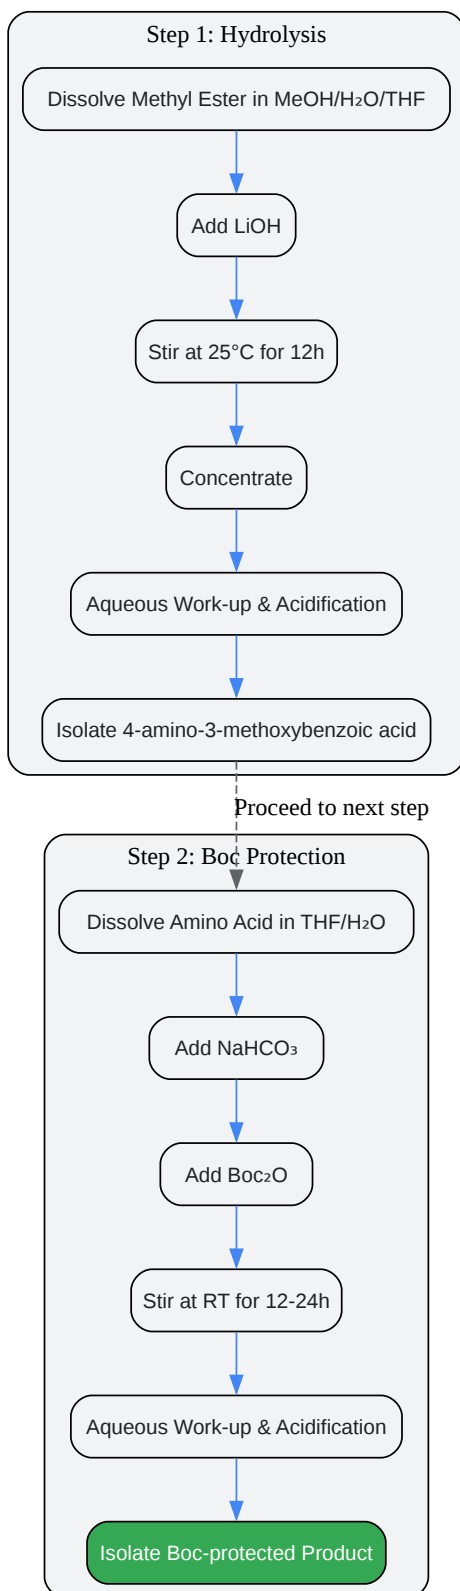 Step 1: Hydrolysis
Dissolve Methyl Ester in MeOH/H₂O/THF
Add LiOH
Stir at 25°C for 12h
Concentrate
Aqueous Work-up & Acidification
Isolate 4-amino-3-methoxybenzoic acid
Proceed to next step
Step 2: Boc Protection
Dissolve Amino Acid in THF/H₂O
Add NaHCO₃
Add Boc₂O
Stir at RT for 12-24h
Aqueous Work-up & Acidification
Isolate Boc-protected Product